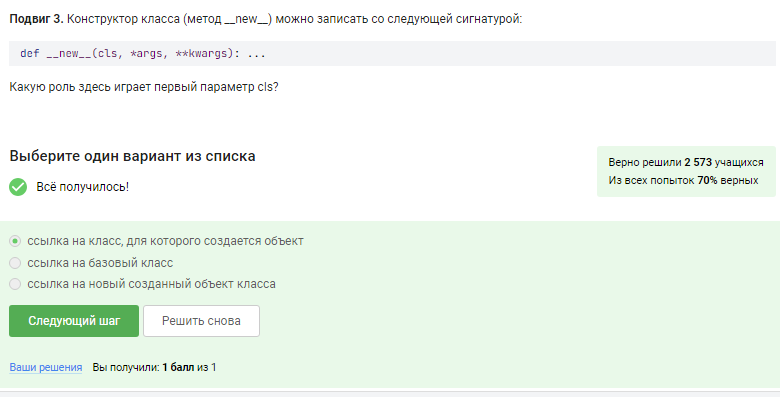 Подвиг 3. Конструктор класса (метод __new__) можно записать со следующей сигнатурой:
def __new__(cls, *args, **kwargs): ...
Какую роль здесь играет первый параметр cls?
Выберите один вариант из списка
Всё получилось!
Верно решили 2 573 учащихся
Из всех попыток 70% верных
ссылка на класс, для которого создается объект
ссылка на базовый класс
ссылка на новый созданный объект класса
Следующий шаг
Решить снова
Ваши решения Вы получили: 1 балл из 1